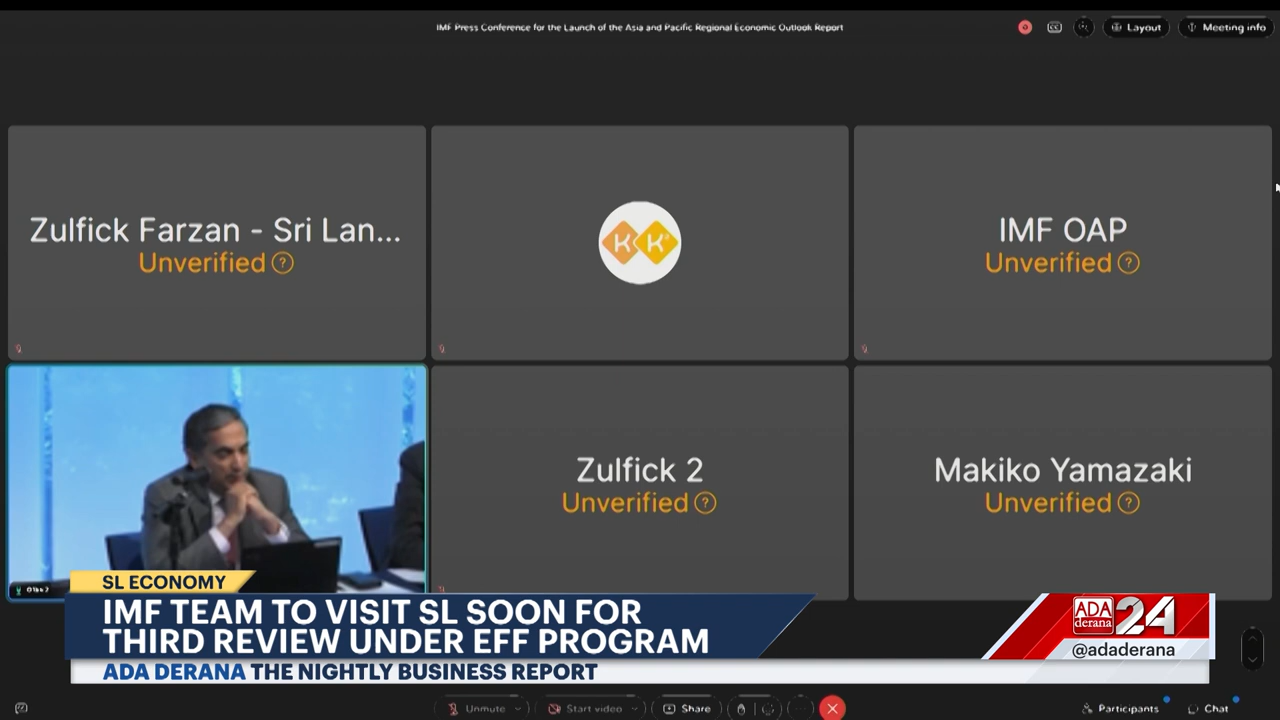 IMF Press Conference for the Launch of the Asia and Pacific Regional Economic Outlook Report
CC
Layout
Meeting info
Zulfick Farzan - Sri Lan...
Unverified ?
K K
IMF OAP
Unverified ?
Zulfick 2
Unverified ?
Makiko Yamazaki
Unverified ?
SL ECONOMY
IMF TEAM TO VISIT SL SOON FOR
THIRD REVIEW UNDER EFF PROGRAM
ADA DERANA THE NIGHTLY BUSINESS REPORT
ADA
derana
24
@adaderana
Unmute
Start video
Share
Participants
Chat